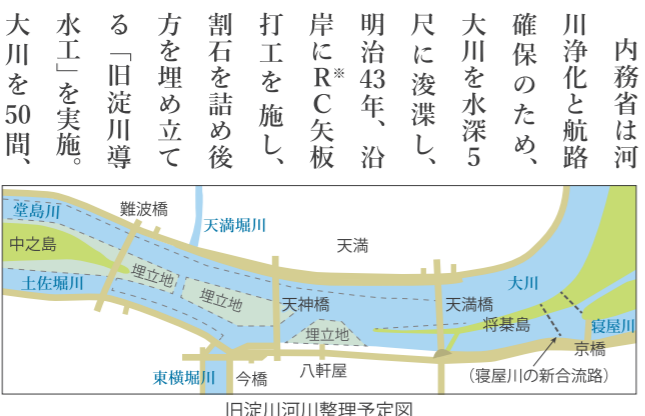 内務省は河
川浄化と航路
確保のため、
大川を水深5
尺に浚渫し、
明治43年、沿
岸にR※C矢板
打工を施し、
割石を詰め後
方を埋め立て
る「旧淀川導
水工」を実施。
大川を50間、
堂島川
難波橋
天満堀川
天満
中之島
土佐堀川
埋立地
埋立地
天神橋
埋立地
天満橋
大川
将棊島
寝屋川
京橋
東横堀川
今橋
八軒屋
(寝屋川の新合流路)
旧淀川河川整理予定図